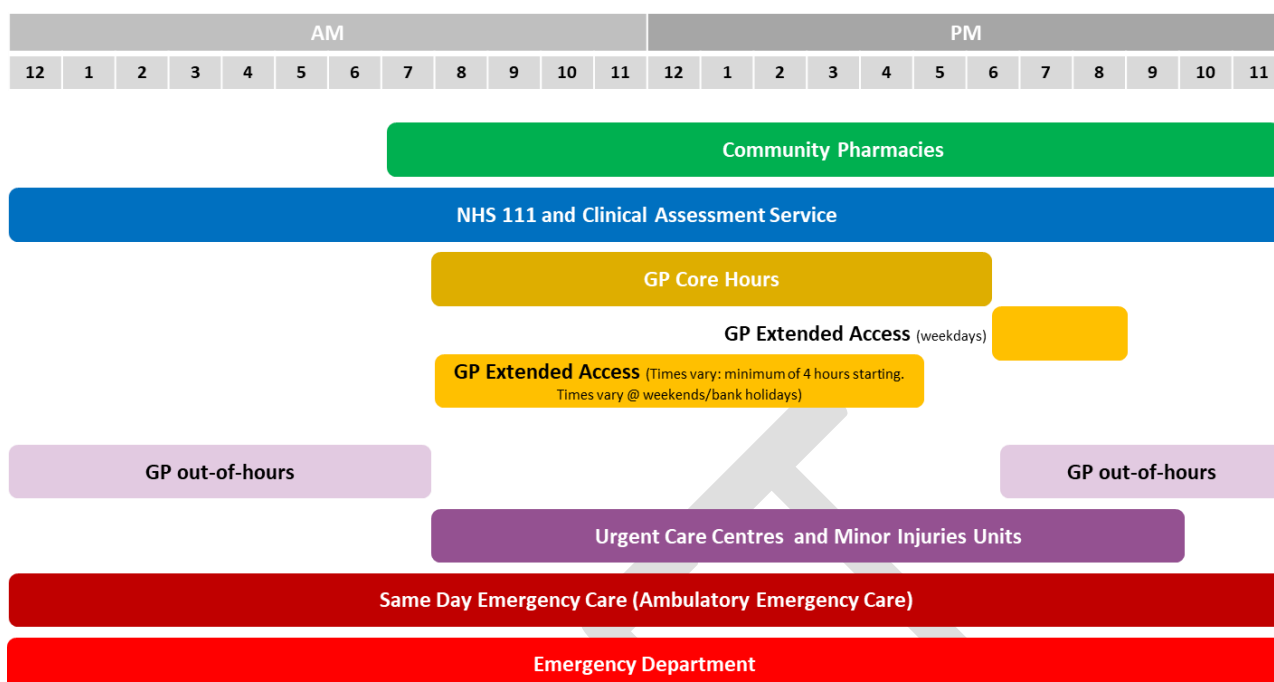 AM PM
12 1 2 3 4 5 6 7 8 9 10 11 12 1 2 3 4 5 6 7 8 9 10 11
Community Pharmacies
NHS 111 and Clinical Assessment Service
GP Core Hours
GP Extended Access (weekdays)
GP Extended Access (Times vary: minimum of 4 hours starting.
Times vary @ weekends/bank holidays)
GP out-of-hours GP out-of-hours
Urgent Care Centres and Minor Injuries Units
Same Day Emergency Care (Ambulatory Emergency Care)
Emergency Department